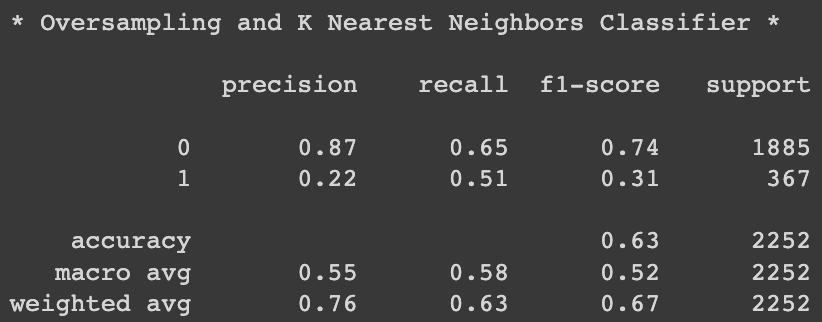 * Oversampling and K Nearest Neighbors Classifier *
precision recall f1-score support
0 0.87 0.65 0.74 1885
1 0.22 0.51 0.31 367
accuracy 0.63 2252
macro avg 0.55 0.58 0.52 2252
weighted avg 0.76 0.63 0.67 2252